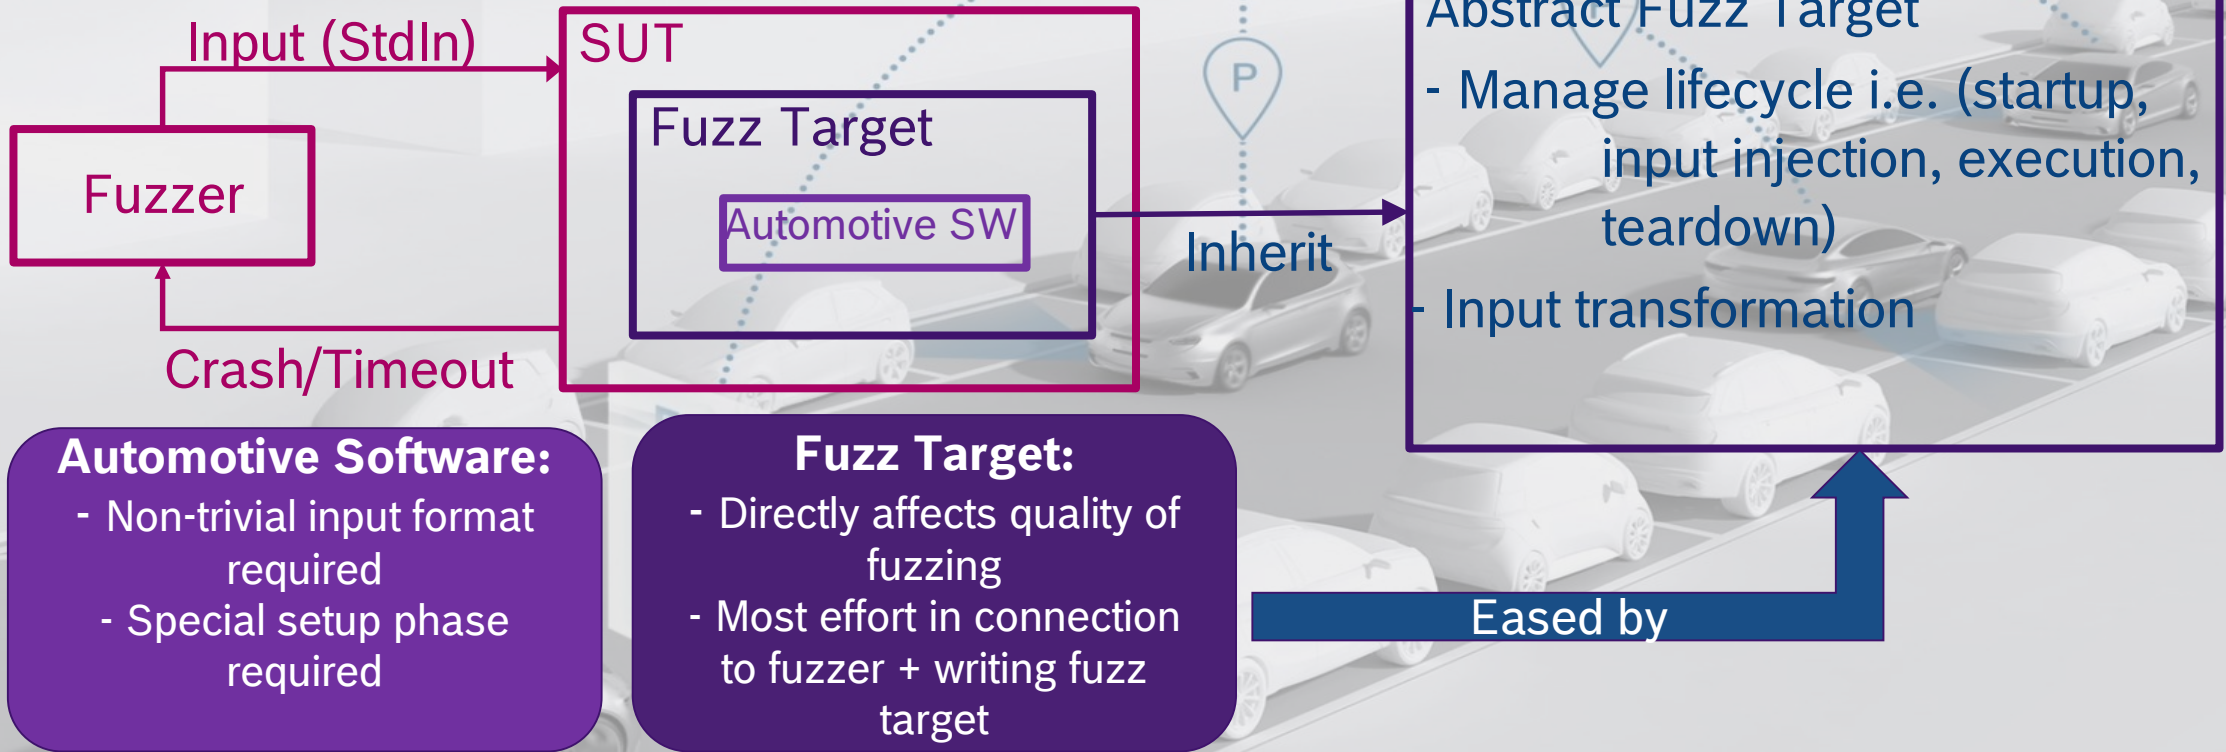 Input (StdIn)
SUT
Fuzz Target
Automotive SW
Fuzzer
Crash/Timeout
Inherit
P
Abstract Fuzz Target
- Manage lifecycle i.e. (startup,
input injection, execution,
teardown)
- Input transformation
Automotive Software:
- Non-trivial input format
required
- Special setup phase
required
Fuzz Target:
- Directly affects quality of
fuzzing
- Most effort in connection
to fuzzer + writing fuzz
target
Eased by